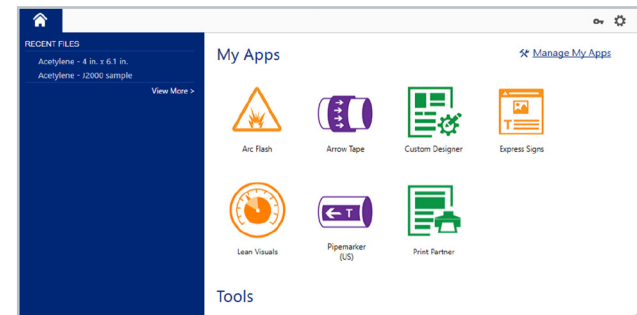 RECENT FILES
Acetylene - 4 in. x 6.1 in.
Acetylene - J2000 sample
View More >
My Apps
Manage My Apps
Arc Flash
Arrow Tape
Custom Designer
Express Signs
T
Lean Visuals
T
Pipemarker
(US)
Print Partner
Tools